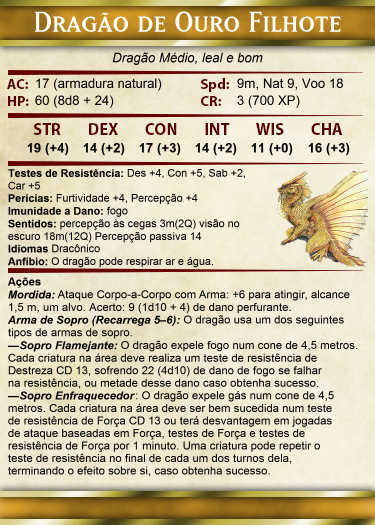 Dragão de Ouro Filhote
Dragão Médio, leal e bom
AC: 17 (armadura natural) Spd: 9m, Nat 9, Voo 18
HP: 60 (8d8 + 24) CR: 3 (700 XP)
STR DEX CON INT WIS CHA
19 (+4) 14 (+2) 17 (+3) 14 (+2) 11 (+0) 16 (+3)
Testes de Resistência: Des +4, Con +5, Sab +2,
Car +5
Perícias: Furtividade +4, Percepção +4
Imunidade a Dano: fogo
Sentidos: percepção às cegas 3m(2Q) visão no
escuro 18m(12Q) Percepção passiva 14
Idiomas Dracônico
Anfíbio: O dragão pode respirar ar e água.
Ações
Mordida: Ataque Corpo-a-Corpo com Arma: +6 para atingir, alcance
1,5 m, um alvo. Acerto: 9 (1d10 + 4) de dano perfurante.
Arma de Sopro (Recarrega 5–6): O dragão usa um dos seguintes
tipos de armas de sopro.
—Sopro Flamejante: O dragão expele fogo num cone de 4,5 metros.
Cada criatura na área deve realiza um teste de resistência de
Destreza CD 13, sofrendo 22 (4d10) de dano de fogo se falhar
na resistência, ou metade desse dano caso obtenha sucesso.
—Sopro Enfraquecedor: O dragão expele gás num cone de 4,5
metros. Cada criatura na área deve ser bem sucedida num teste
de resistência de Força CD 13 ou terá desvantagem em jogadas
de ataque baseadas em Força, testes de Força e testes de
resistência de Força por 1 minuto. Uma criatura pode repetir o
teste de resistência no final de cada um dos turnos dela,
terminando o efeito sobre si, caso obtenha sucesso.